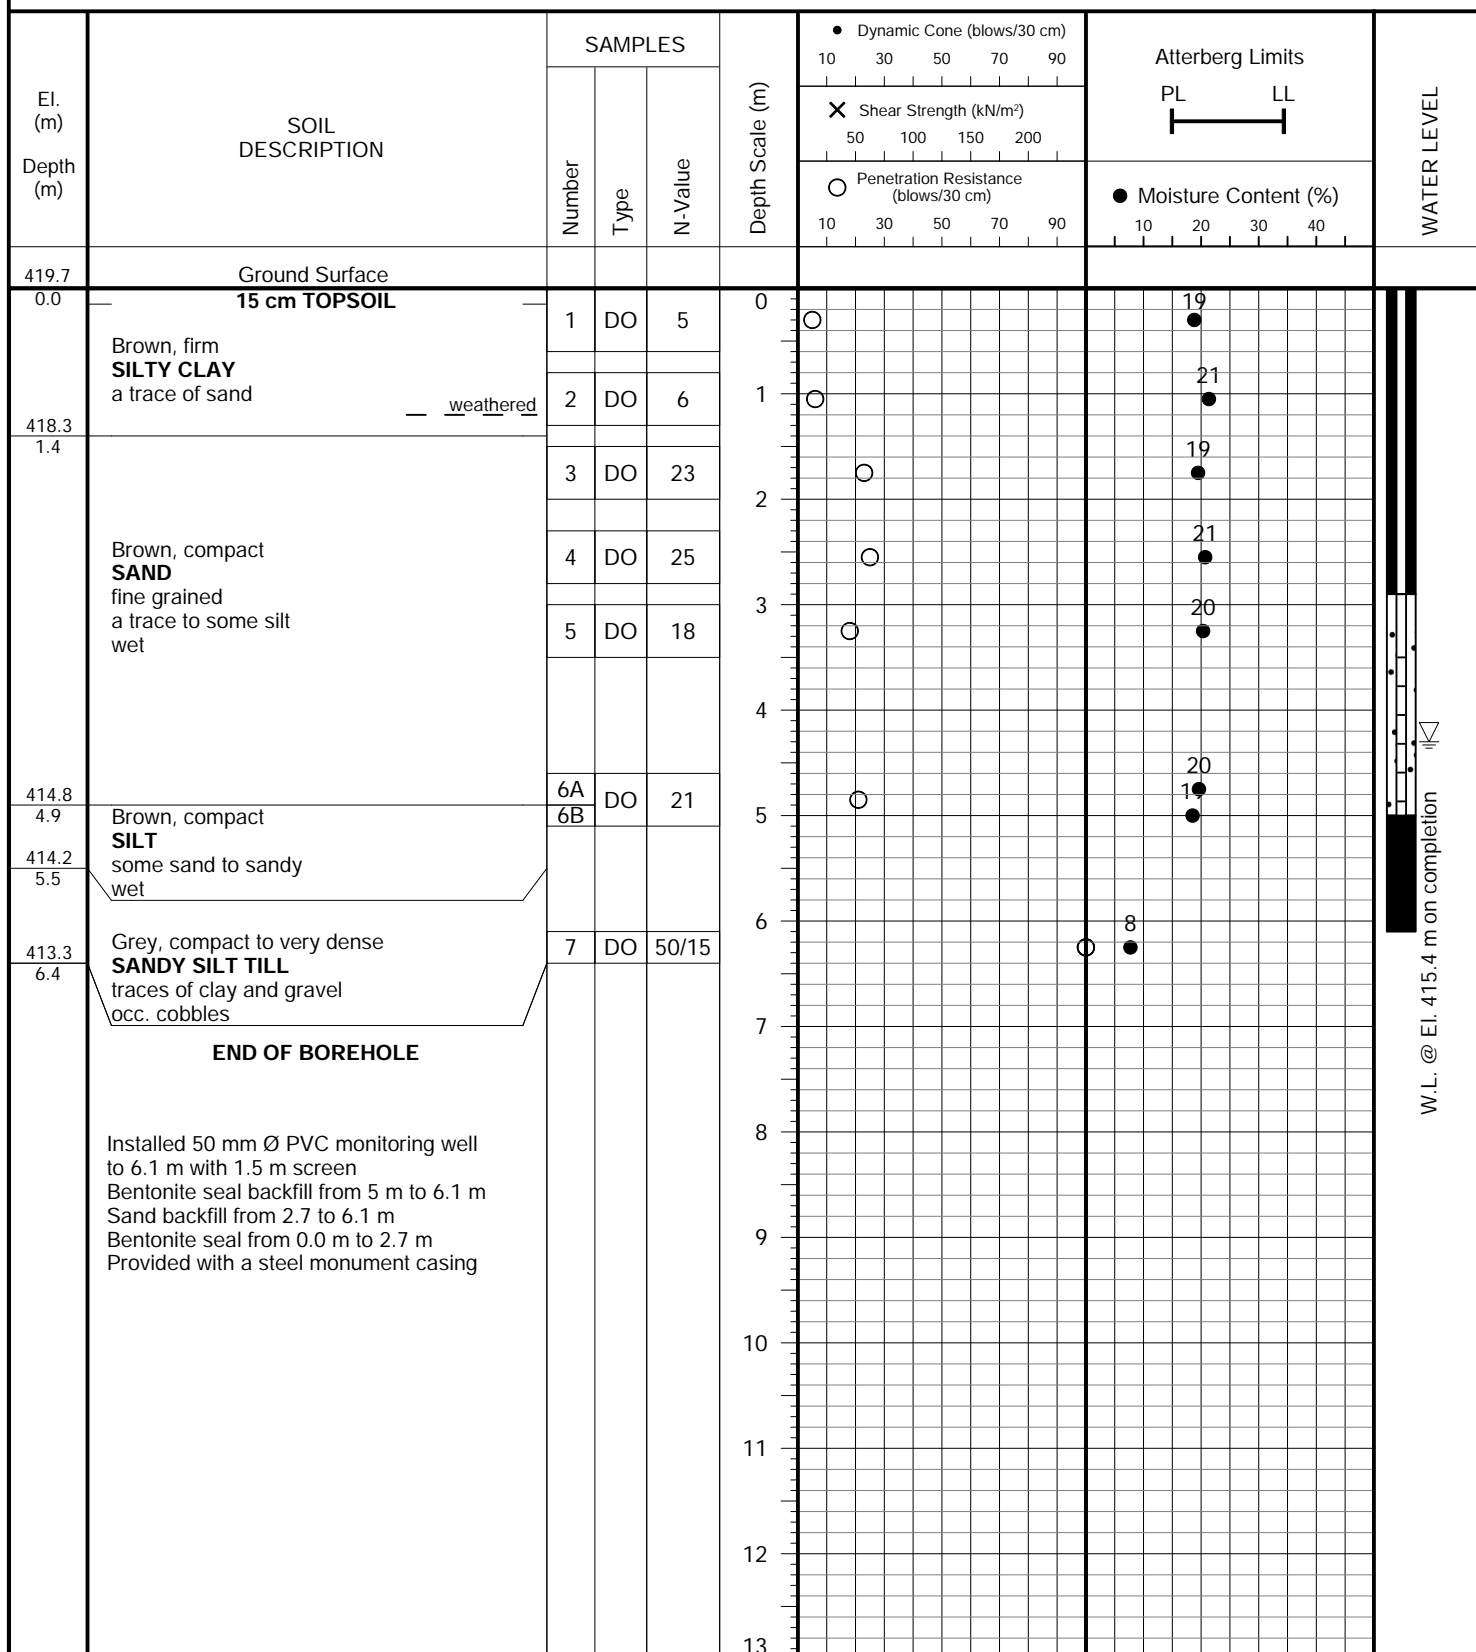 El.
(m)
Depth
(m)
SOIL
DESCRIPTION
SAMPLES
Number
Type
N-Value
Depth Scale (m)
Dynamic Cone (blows/30 cm)
10 30 50 70 90
Shear Strength (kN/m²)
50 100 150 200
Penetration Resistance
(blows/30 cm)
10 30 50 70 90
Atterberg Limits
PL LL
Moisture Content (%)
10 20 30 40
WATER LEVEL
419.7 Ground Surface
0.0 15 cm TOPSOIL 0
1 DO 5 19
Brown, firm
SILTY CLAY
a trace of sand
weathered
2 DO 6 1 21
418.3
1.4
3 DO 23 19
2
Brown, compact
SAND
fine grained
a trace to some silt
wet
4 DO 25 21
3
5 DO 18 20
4
414.8
4.9
6A DO 21 20
6B
5
Brown, compact
SILT
some sand to sandy
wet
414.2
5.5
6
Grey, compact to very dense
SANDY SILT TILL
traces of clay and gravel
occ. cobbles
413.3
6.4
7 DO 50/15 8
7
END OF BOREHOLE
8
Installed 50 mm Ø PVC monitoring well
to 6.1 m with 1.5 m screen
Bentonite seal backfill from 5 m to 6.1 m
Sand backfill from 2.7 to 6.1 m
Bentonite seal from 0.0 m to 2.7 m
Provided with a steel monument casing
9
10
11
12
13
W.L. @ El. 415.4 m on completion